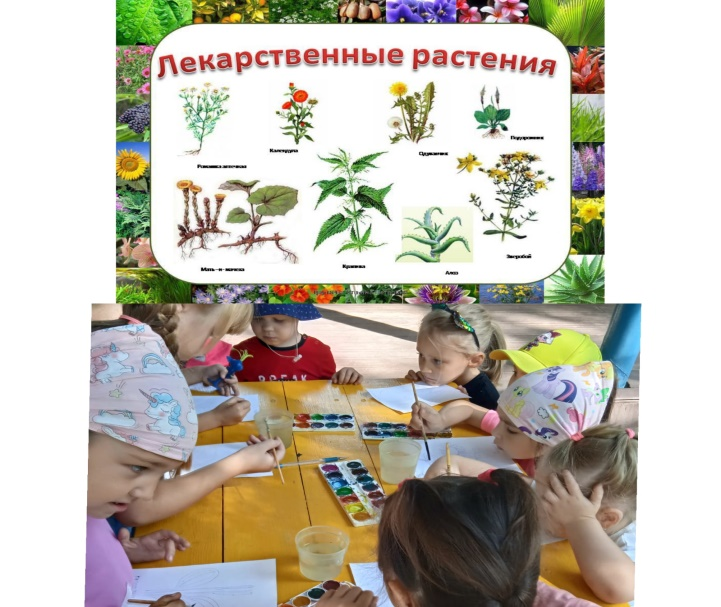 Лекарственные растения
Ромашка аптечная
Календула
Одуванчик
Подорожник
Мать - и - мачеха
Крапива
Алоэ
Зверобой